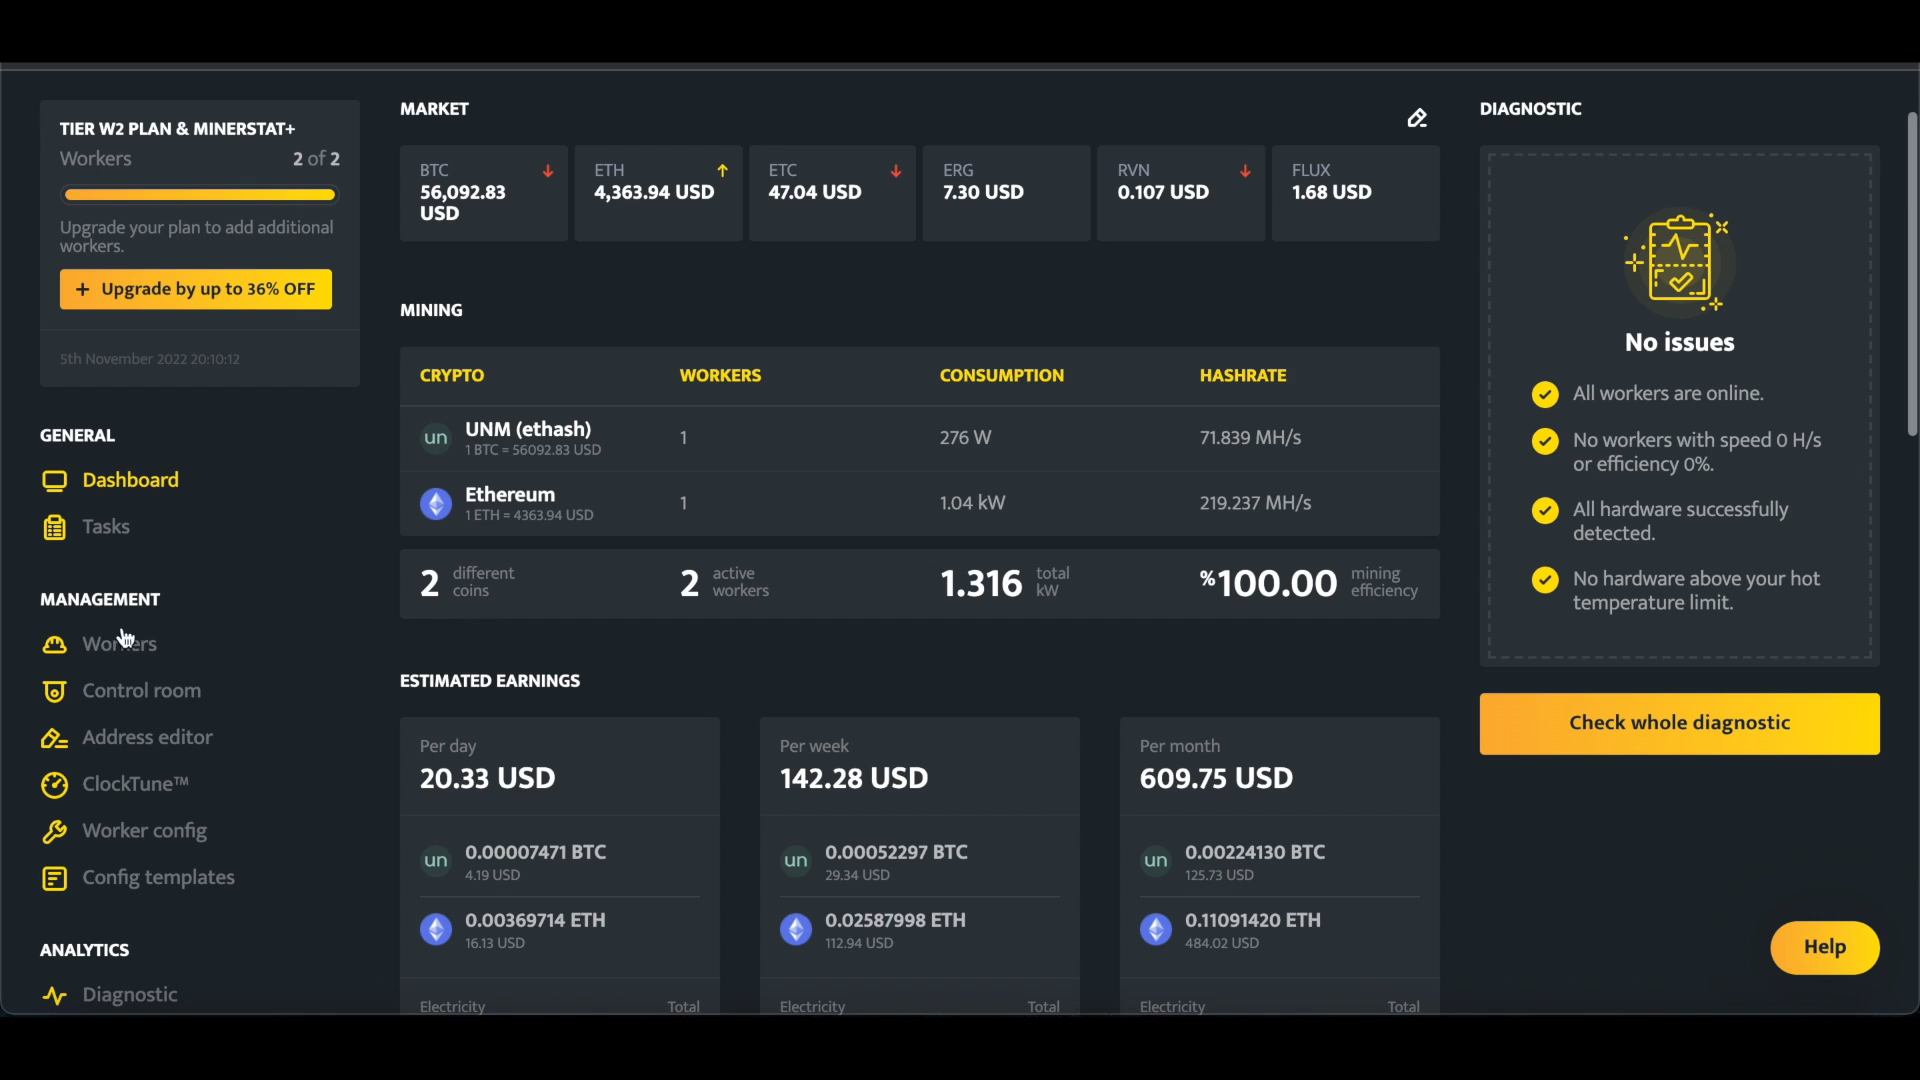 TIER W2 PLAN & MINERSTAT+
Workers 2 of 2
Upgrade your plan to add additional
workers.
+ Upgrade by up to 36% OFF
5th November 2022 20:10:12
GENERAL
Dashboard
Tasks
MANAGEMENT
Workers
Control room
Address editor
ClockTune™
Worker config
Config templates
ANALYTICS
Diagnostic
MARKET
BTC
56,092.83
USD
ETH
4,363.94 USD
ETC
47.04 USD
ERG
7.30 USD
RVN
0.107 USD
FLUX
1.68 USD
MINING
CRYPTO WORKERS CONSUMPTION HASHRATE
un UNM (ethash) 1 276 W 71.839 MH/s
1 BTC = 56092.83 USD
Ethereum 1 1.04 kW 219.237 MH/s
1 ETH = 4363.94 USD
2 different coins
2 active workers
1.316 total kW
%100.00 mining efficiency
ESTIMATED EARNINGS
Per day
20.33 USD
un 0.00007471 BTC
4.19 USD
0.00369714 ETH
16.13 USD
Electricity Total
Per week
142.28 USD
un 0.00052297 BTC
29.34 USD
0.02587998 ETH
112.94 USD
Electricity Total
Per month
609.75 USD
un 0.00224130 BTC
125.73 USD
0.11091420 ETH
484.02 USD
Electricity Total
DIAGNOSTIC
No issues
All workers are online.
No workers with speed 0 H/s
or efficiency 0%.
All hardware successfully
detected.
No hardware above your hot
temperature limit.
Check whole diagnostic
Help